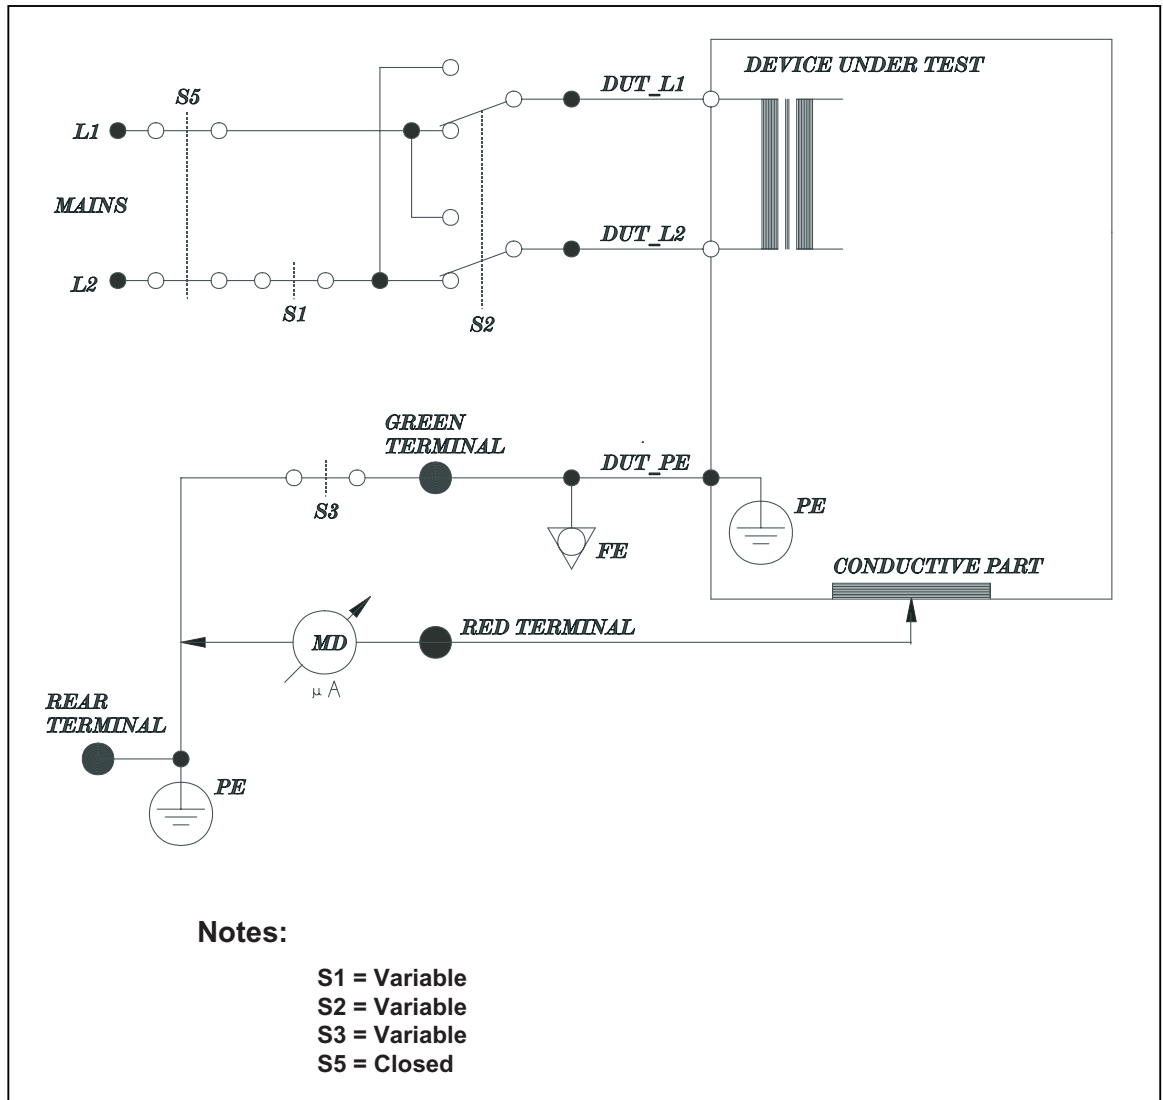 DEVICE UNDER TEST
DUT_L1
S5
L1
MAINS
DUT_L2
L2
S1
S2
GREEN
TERMINAL
DUT_PE
S3
PE
FE
CONDUCTIVE PART
MD
RED TERMINAL
μ A
REAR
TERMINAL
PE
Notes:
S1 = Variable
S2 = Variable
S3 = Variable
S5 = Closed